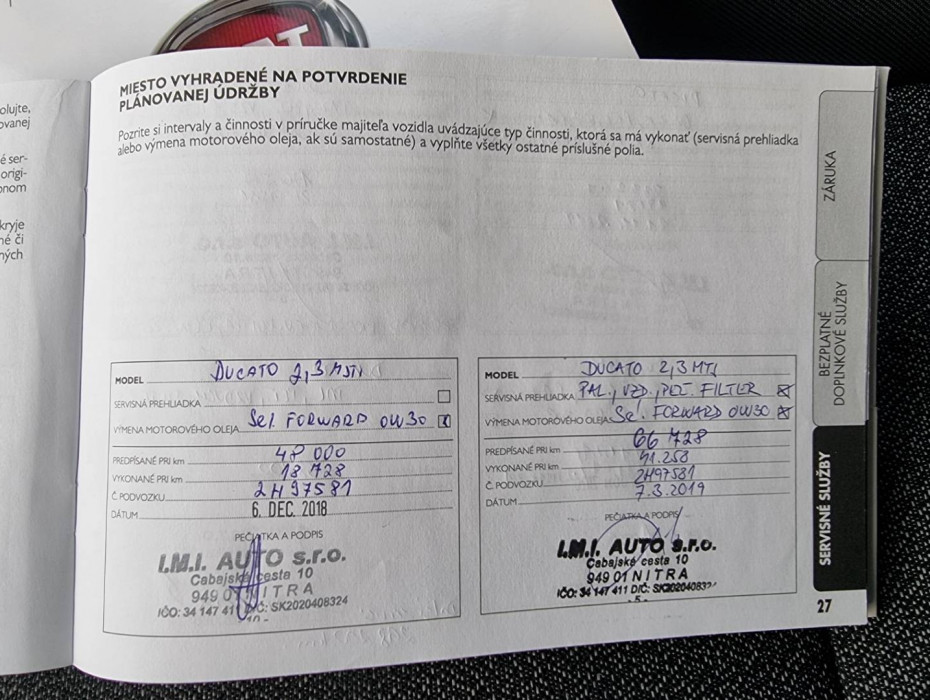 olujte,
ovanej
é ser-
origi-
onom
kryje
né či
ných
MIESTO VYHRADENÉ NA POTVRDENIE
PLÁNOVANEJ ÚDRŽBY
Pozrite si intervaly a činnosti v príručke majiteľa vozidla uvádzajúce typ činnosti, ktorá sa má vykonať (servisná prehliadka
alebo výmena motorového oleja, ak sú samostatné) a vyplňte všetky ostatné príslušné polia.
MODEL DUCATO 2,3
SERVISNÁ PREHLIADKA
VÝMENA MOTOROVÉHO OLEJA Sel. FORWARD 0W30
PREDPÍSANÉ PRI km 48 000
VYKONANÉ PRI km 18 728
Č. PODVOZKU 2H97581
DÁTUM 6. DEC. 2018
PEČIATKA A PODPIS
I.M.I. AUTO s.r.o.
Cabajská cesta 10
949 01 NITRA
IČO: 34 147 411 DIČ: SK2020408324
-10-
MODEL DUCATO 2,3 MTJ
SERVISNÁ PREHLIADKA PAL., VZD., PEĽ. FILTER
VÝMENA MOTOROVÉHO OLEJA Sel. FORWARD 0W30
PREDPÍSANÉ PRI km 66 728
VYKONANÉ PRI km 41 258
Č. PODVOZKU 2H97581
DÁTUM 7.3.2019
PEČIATKA A PODPIS
I.M.I. AUTO s.r.o.
Cabajská cesta 10
949 01 NITRA
IČO: 34 147 411 DIČ: SK2020408324
-5-
ZÁRUKA
BEZPLATNÉ
DOPLNKOVÉ SLUŽBY
SERVISNÉ SLUŽBY
27